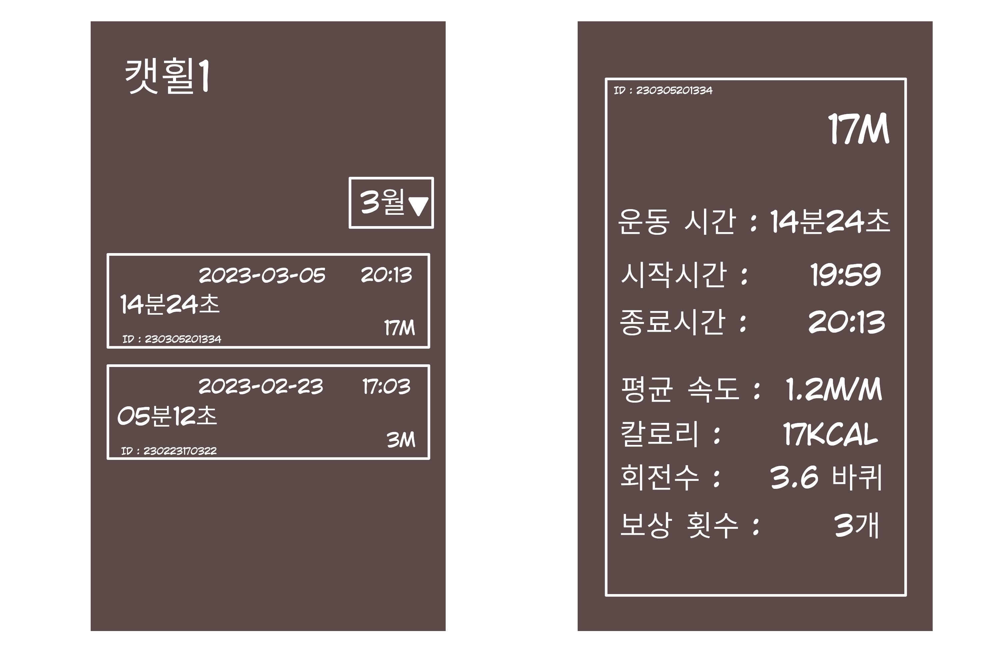 캣휠1
3월▼
2023-03-05 20:13
14분24초
17M
ID : 230305201334
2023-02-23 17:03
05분12초
3M
ID : 230223170322
ID : 230305201334
17M
운동 시간 : 14분24초
시작시간 : 19:59
종료시간 : 20:13
평균 속도 : 1.2M/M
칼로리 : 17KCAL
회전수 : 3.6 바퀴
보상 횟수 : 3개